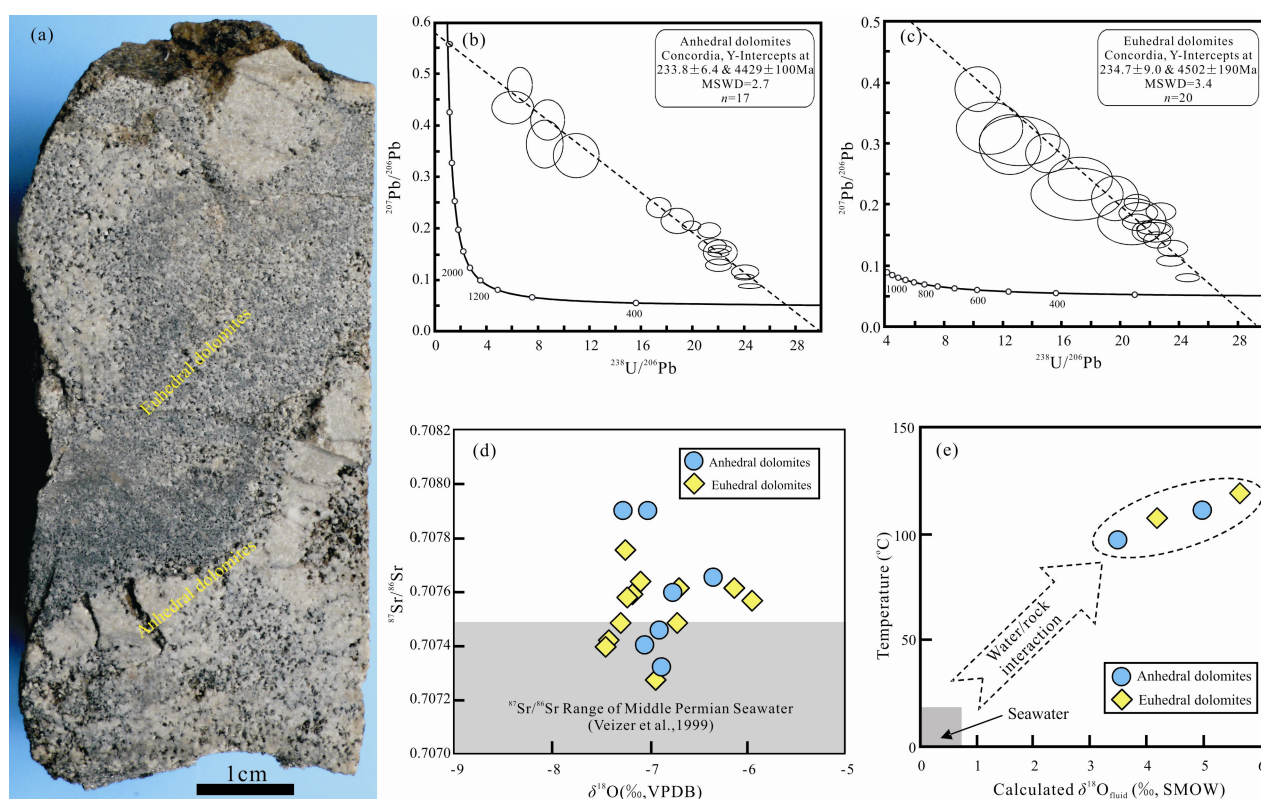 (a)
Euhedral dolomites
Anhedral dolomites
1cm
(b)
Anhedral dolomites
Concordia, Y-Intercepts at
233.8±6.4 & 4429±100Ma
MSWD=2.7
n=17
0.6
0.5
0.4
0.3
0.2
0.1
0.0
²⁰⁷Pb/²⁰⁶Pb
2000
1200
400
0
4
8
12
16
20
24
28
²³⁸U/²⁰⁶Pb
(c)
Euhedral dolomites
Concordia, Y-Intercepts at
234.7±9.0 & 4502±190Ma
MSWD=3.4
n=20
0.5
0.4
0.3
0.2
0.1
0.0
²⁰⁷Pb/²⁰⁶Pb
1000
800
600
400
4
8
12
16
20
24
28
²³⁸U/²⁰⁶Pb
(d)
Anhedral dolomites
Euhedral dolomites
0.7082
0.7080
0.7078
0.7076
0.7074
0.7072
0.7070
⁸⁷Sr/⁸⁶Sr
⁸⁷Sr/⁸⁶Sr Range of Middle Permian Seawater
(Veizer et al.,1999)
-9
-8
-7
-6
-5
δ¹⁸O(‰,VPDB)
(e)
150
100
50
0
Temperature (°C)
Water/rock
interaction
Seawater
Anhedral dolomites
Euhedral dolomites
0
1
2
3
4
5
6
Calculated δ¹⁸O fluid (‰, SMOW)